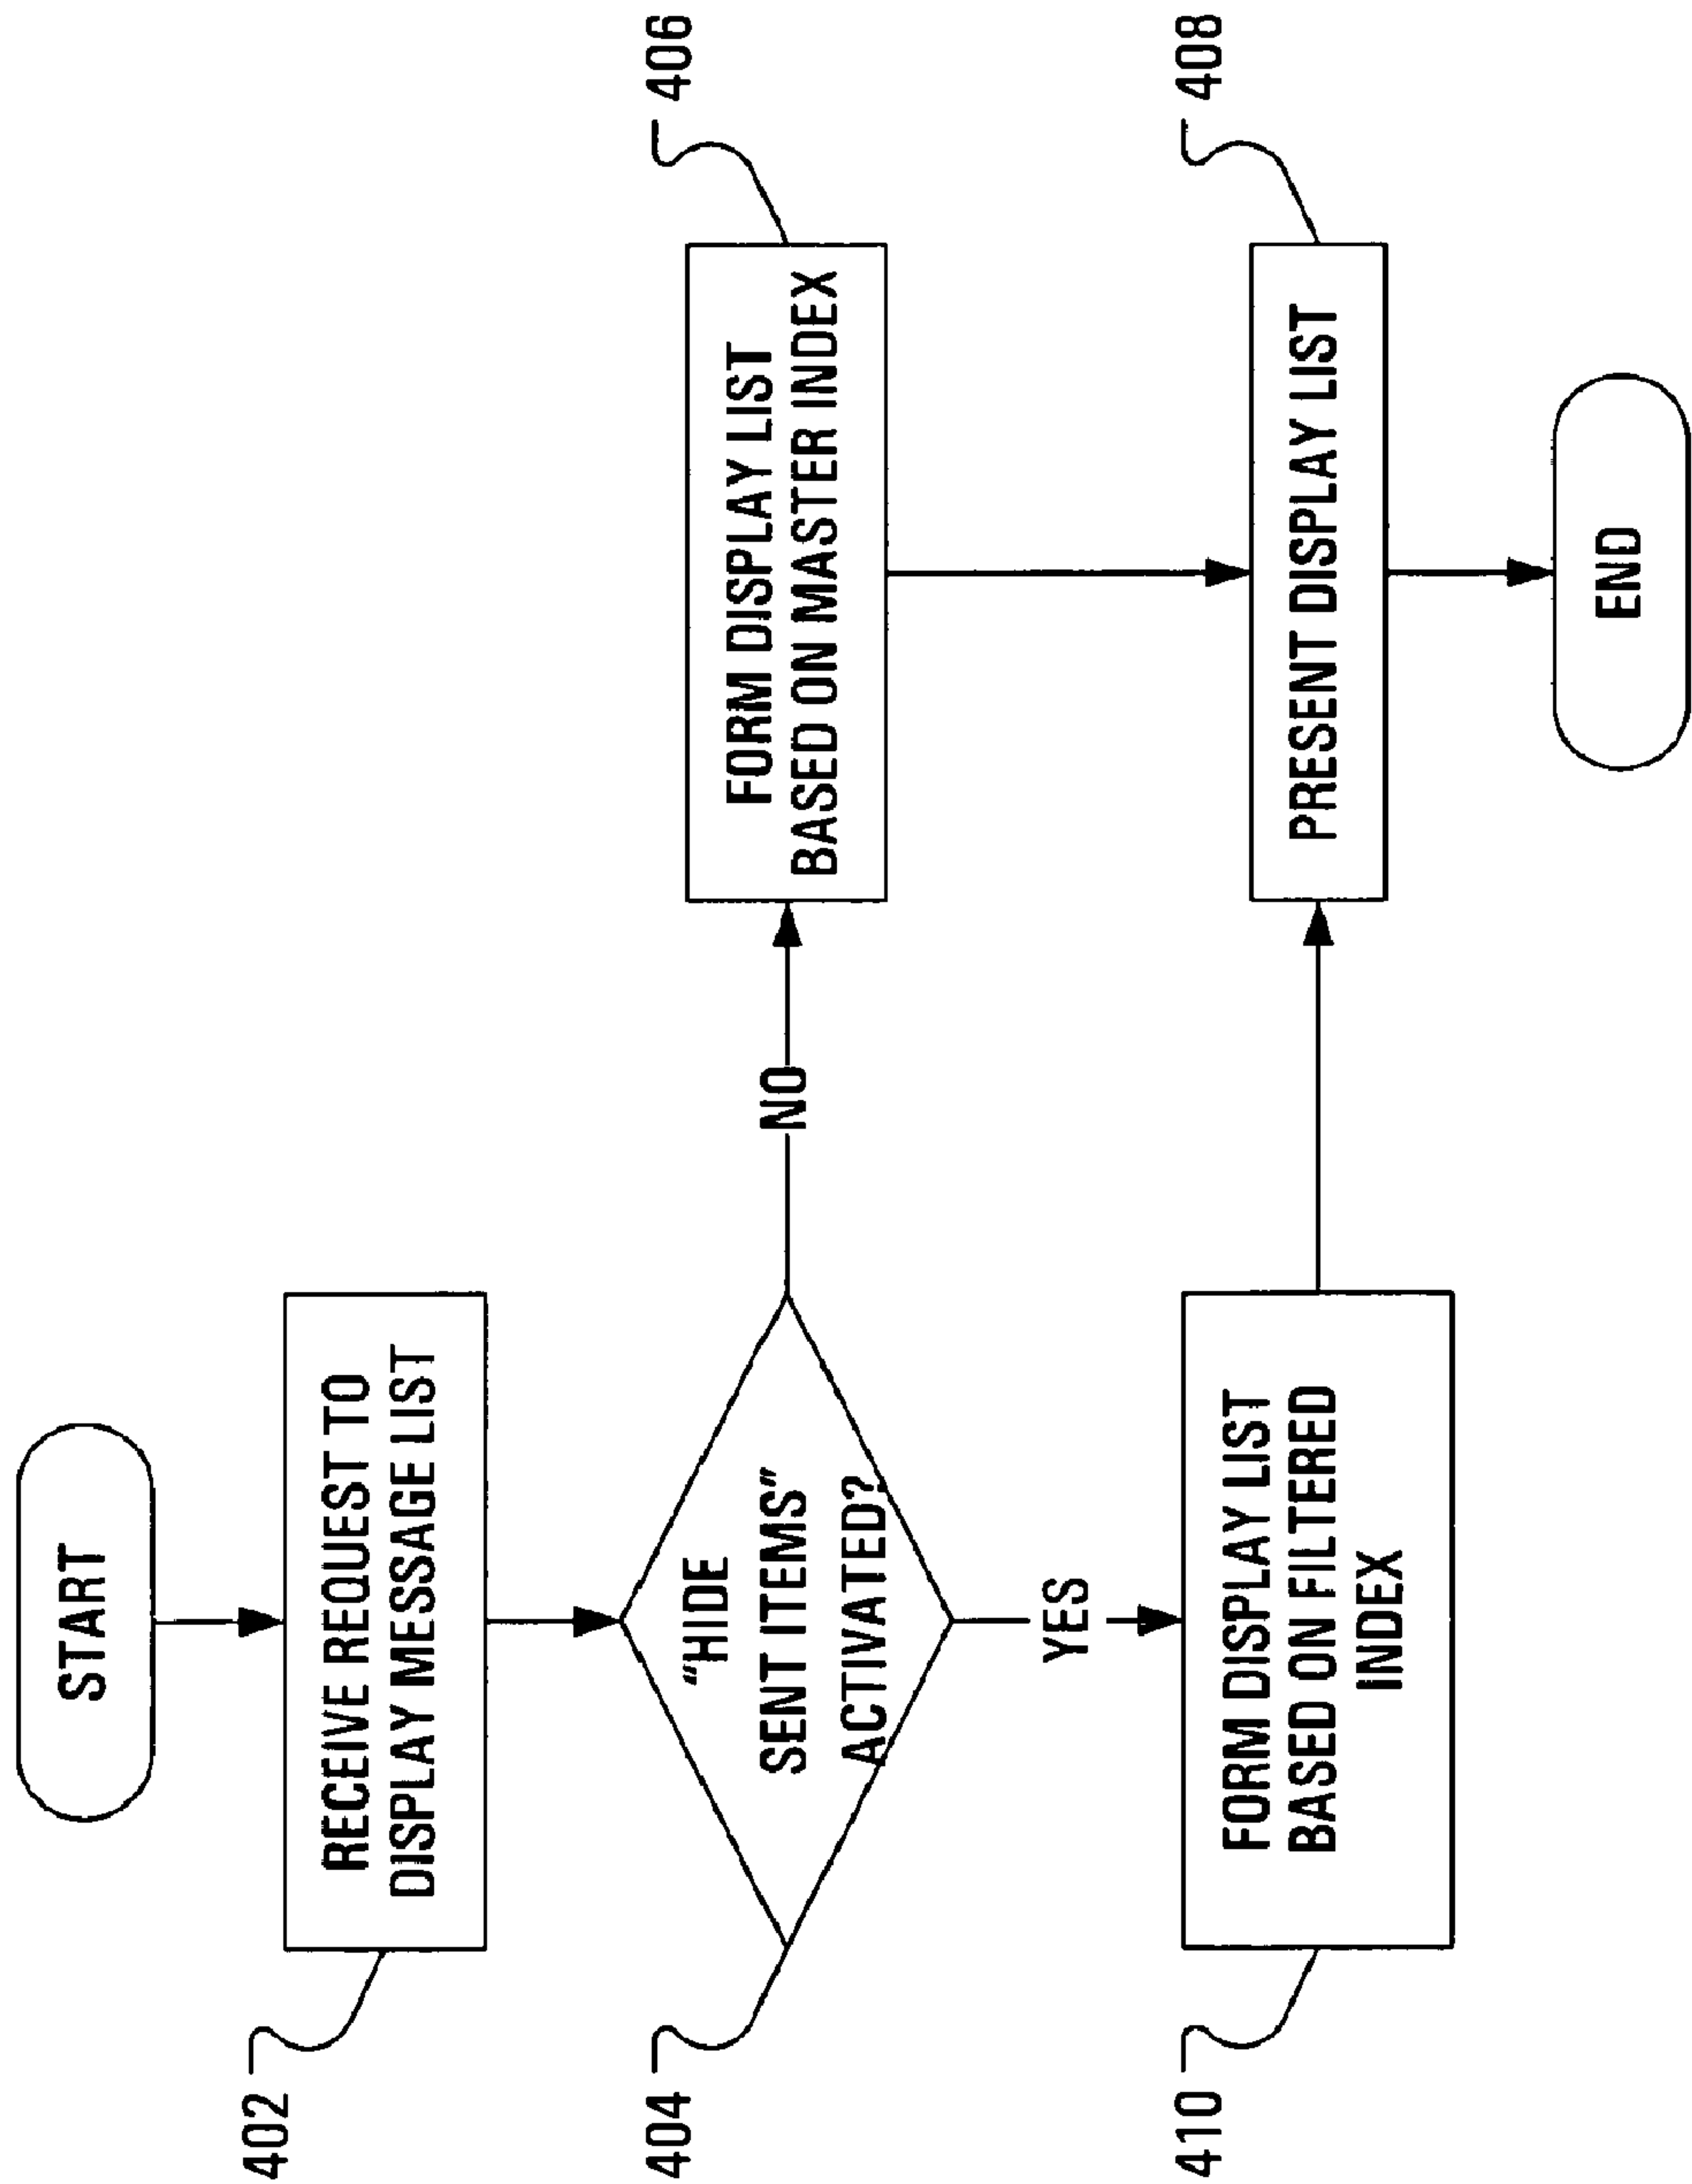 START
402
RECEIVE REQUEST TO
DISPLAY MESSAGE LIST
404
"HIDE
SENT ITEMS"
ACTIVATED?
NO
406
FORM DISPLAY LIST
BASED ON MASTER INDEX
YES
410
FORM DISPLAY LIST
BASED ON FILTERED
INDEX
408
PRESENT DISPLAY LIST
END